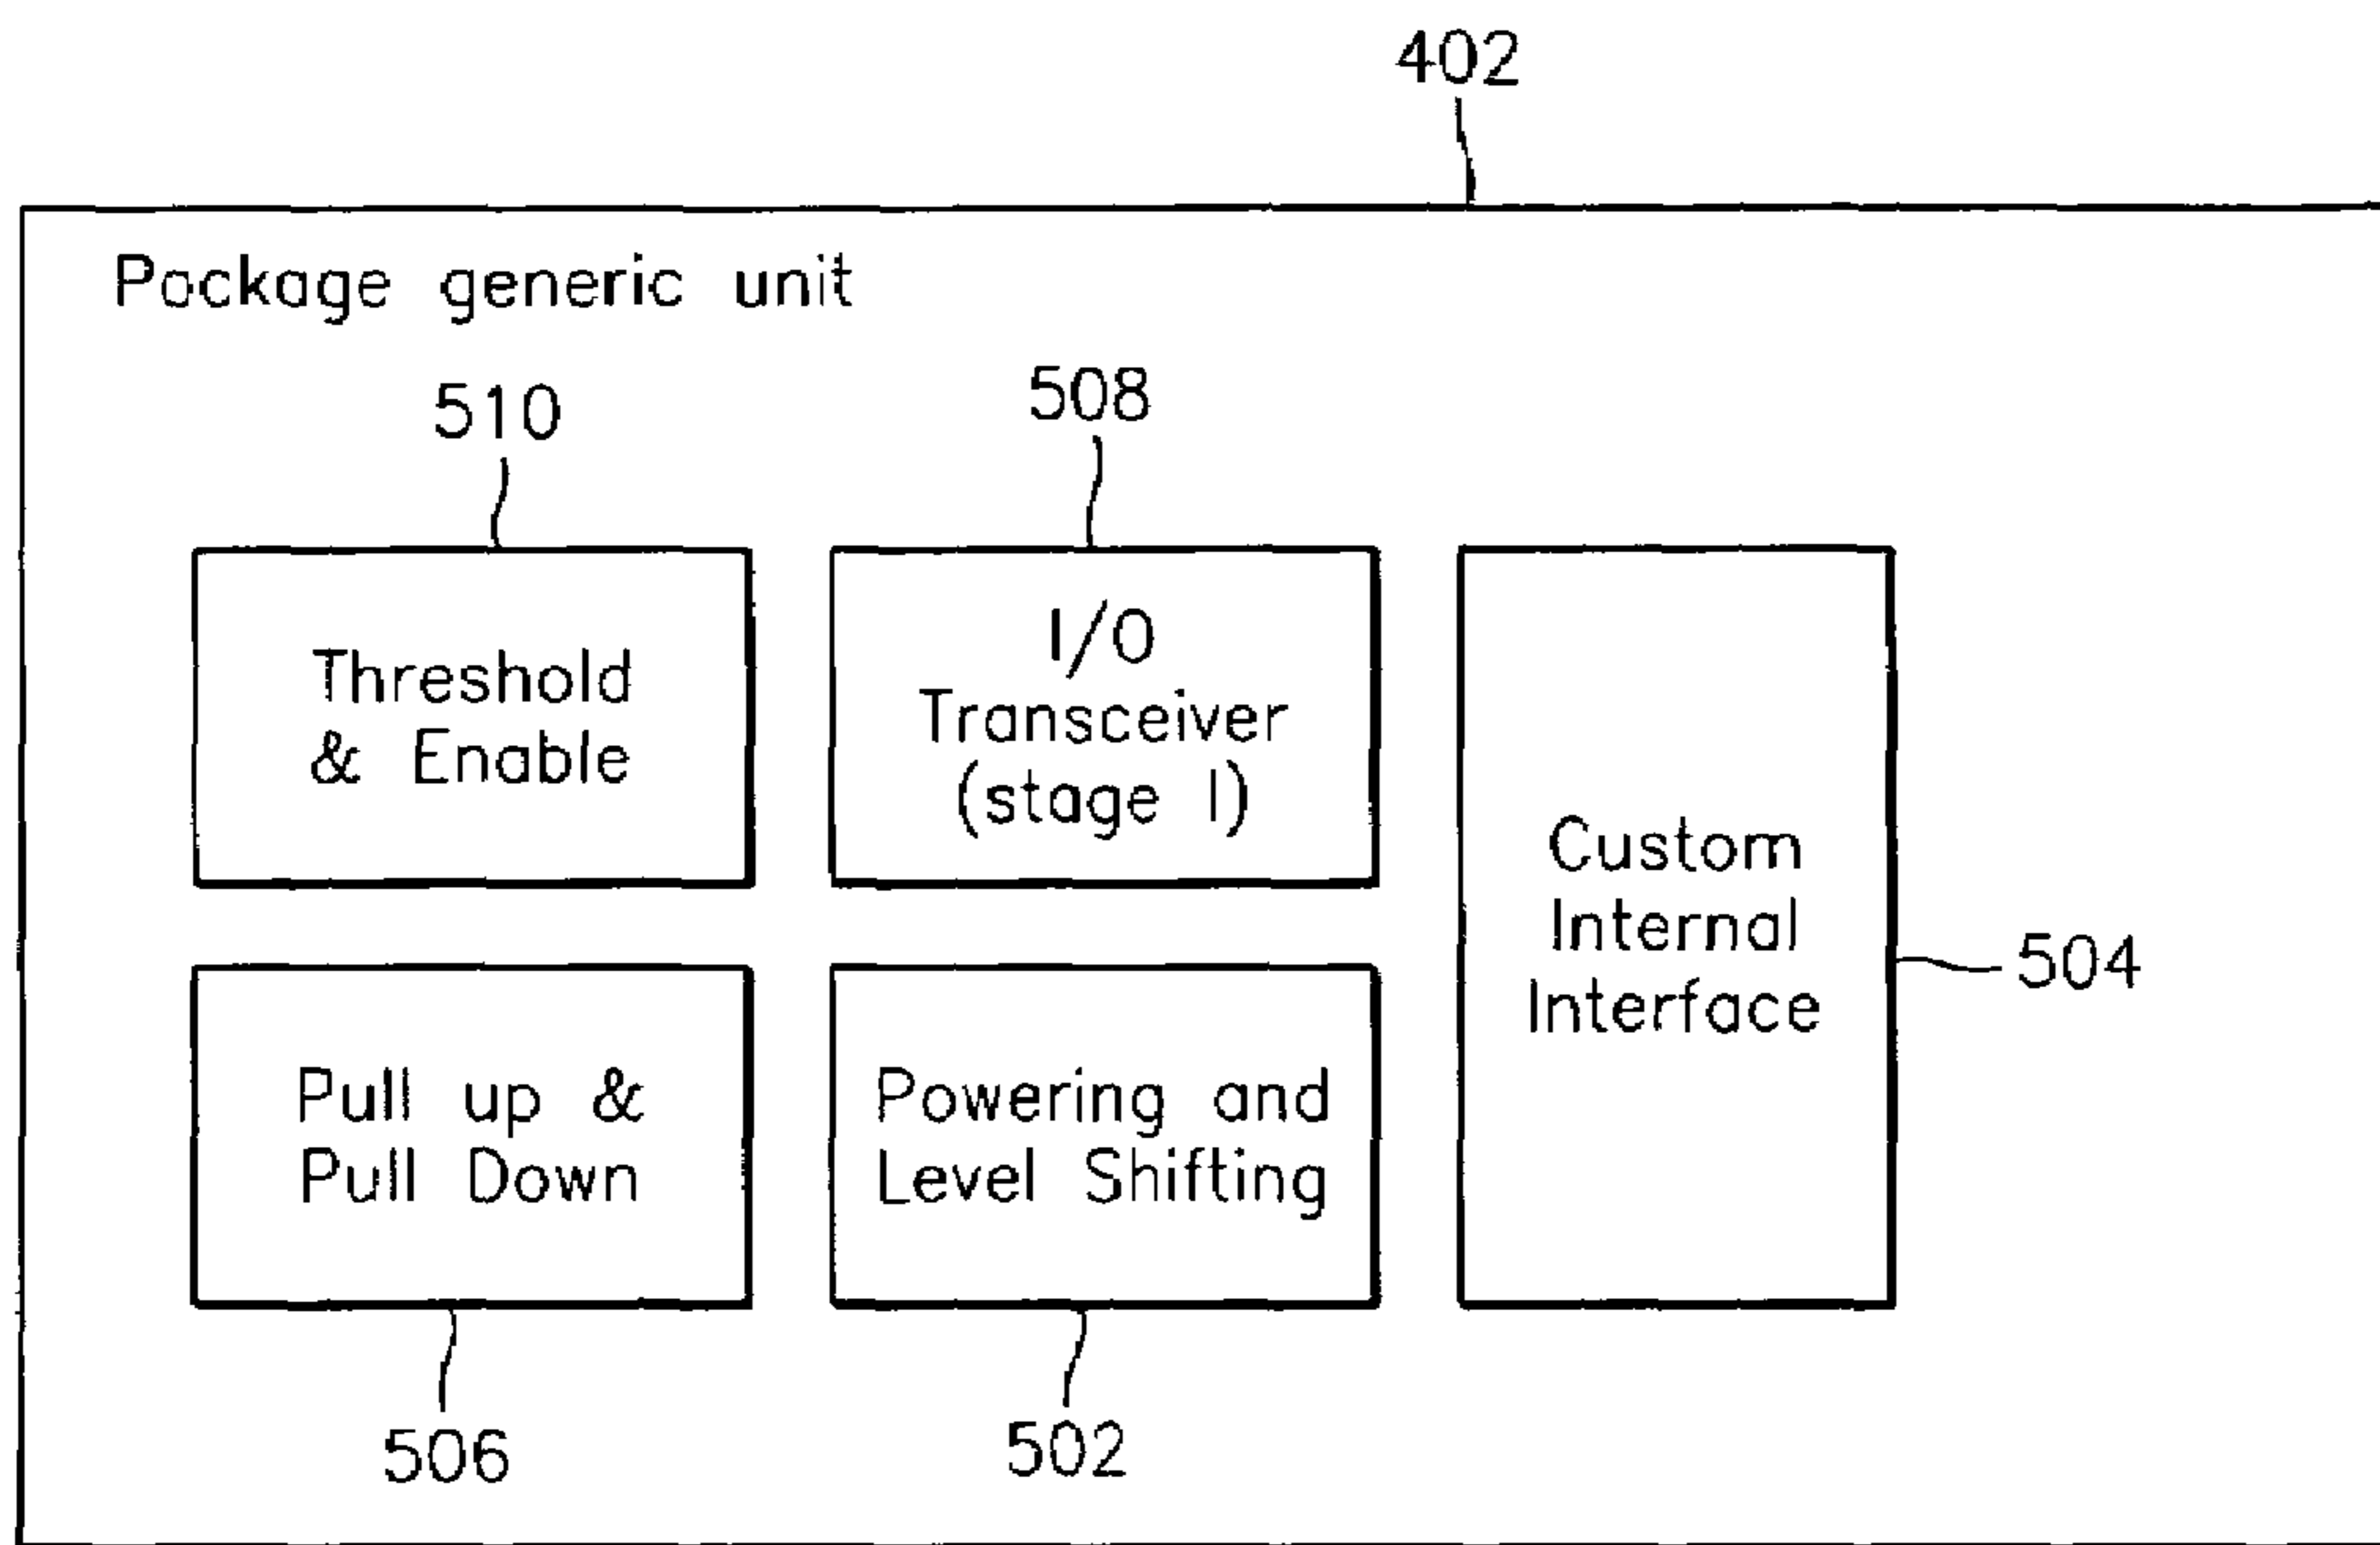 402
Package generic unit
510
508
Threshold
& Enable
I/O
Transceiver
(stage I)
Custom
Internal
Interface
504
Pull up &
Pull Down
Powering and
Level Shifting
506
502